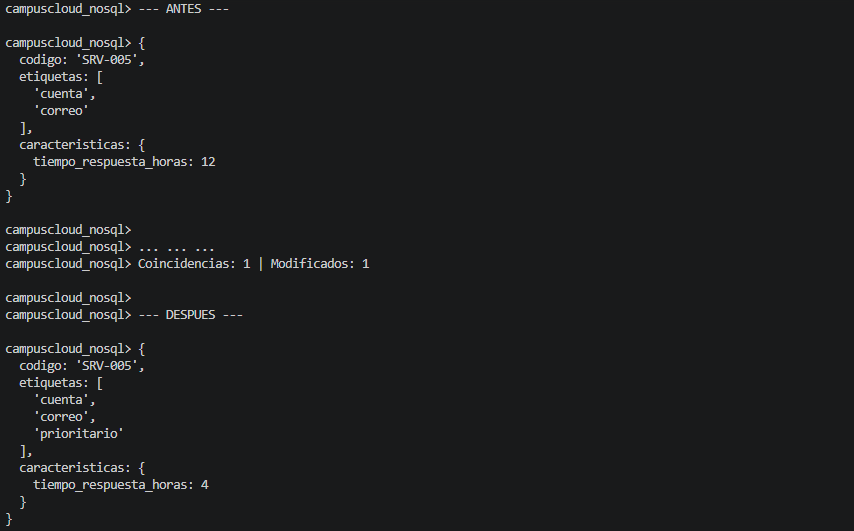 campuscloud_nosql> --- ANTES ---
campuscloud_nosql> {
  codigo: 'SRV-005',
  etiquetas: [
    'cuenta',
    'correo'
  ],
  caracteristicas: {
    tiempo_respuesta_horas: 12
  }
}
campuscloud_nosql>
campuscloud_nosql> ... ... ...
campuscloud_nosql> Coincidencias: 1 | Modificados: 1
campuscloud_nosql>
campuscloud_nosql> --- DESPUES ---
campuscloud_nosql> {
  codigo: 'SRV-005',
  etiquetas: [
    'cuenta',
    'correo',
    'prioritario'
  ],
  caracteristicas: {
    tiempo_respuesta_horas: 4
  }
}